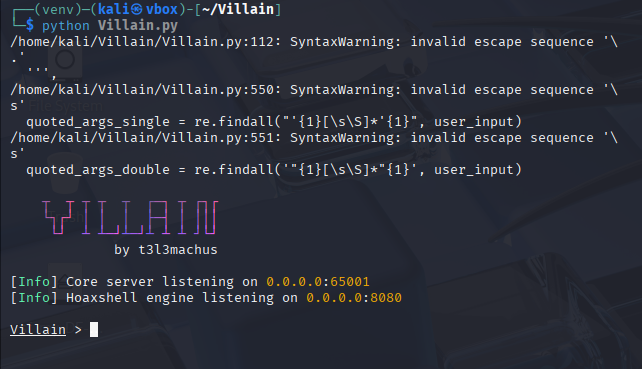 (venv)-(kali㉿vbox)-[~/Villain]
$ python Villain.py
/home/kali/Villain/Villain.py:112: SyntaxWarning: invalid escape sequence '\
.'
  ''',
/home/kali/Villain/Villain.py:550: SyntaxWarning: invalid escape sequence '\
s'
  quoted_args_single = re.findall("'{1}[\s\S]*'{1}", user_input)
/home/kali/Villain/Villain.py:551: SyntaxWarning: invalid escape sequence '\
s'
  quoted_args_double = re.findall('"{1}[\s\S]*"{1}', user_input)
VILLAIN
by t3l3machus
[Info] Core server listening on 0.0.0.0:65001
[Info] Hoaxshell engine listening on 0.0.0.0:8080
Villain >